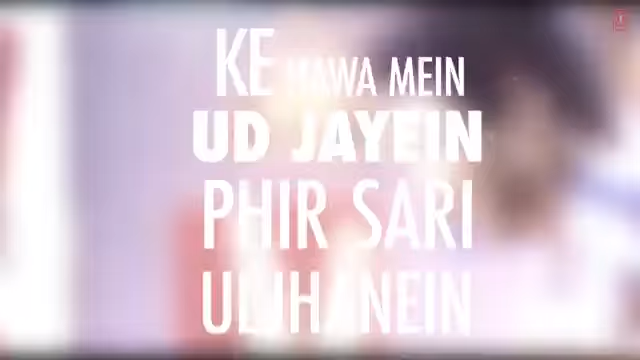 KE HAWA MEIN
UD JAYEIN
PHIR SARI
ULJHANEIN